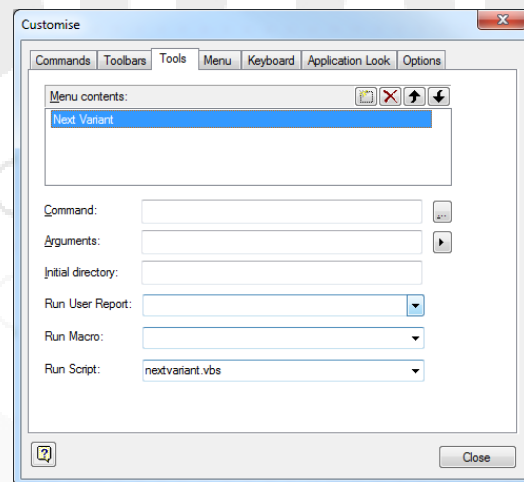 Customise
Commands Toolbars Tools Menu Keyboard Application Look Options
Menu contents:
Next Variant
Command:
...
Arguments:
Initial directory:
Run User Report:
Run Macro:
Run Script: nextvariant.vbs
?
Close